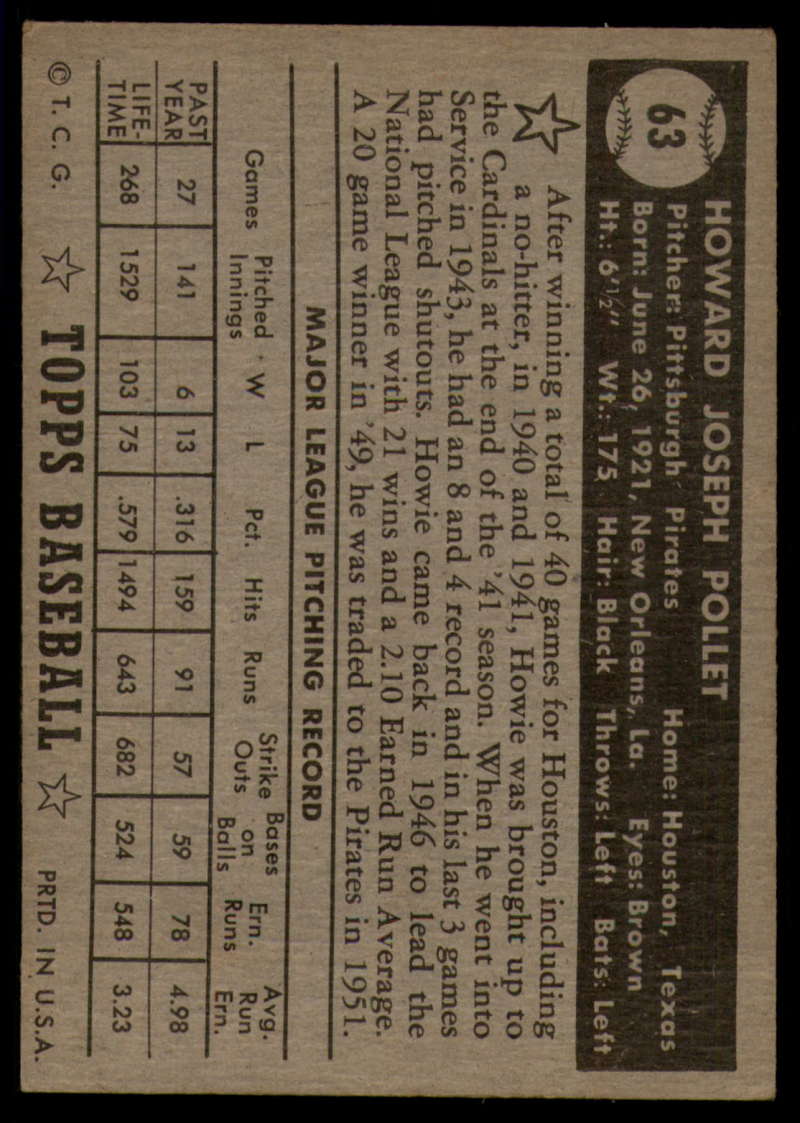 63
HOWARD JOSEPH POLLET
Pitcher: Pittsburgh Pirates Home: Houston, Texas
Born: June 26, 1921, New Orleans, La. Eyes: Brown
Ht.: 6'½" Wt.: 175 Hair: Black Throws: Left Bats: Left
After winning a total of 40 games for Houston, including
a no-hitter, in 1940 and 1941, Howie was brought up to
the Cardinals at the end of the '41 season. When he went into
Service in 1943, he had an 8 and 4 record and in his last 3 games
had pitched shutouts. Howie came back in 1946 to lead the
National League with 21 wins and a 2.10 Earned Run Average.
A 20 game winner in '49, he was traded to the Pirates in 1951.
MAJOR LEAGUE PITCHING RECORD
Games Pitched Innings W L Pct. Hits Runs Strike Outs Bases on Balls Ern. Runs Avg. Run Ern.
PAST YEAR 27 141 6 13 .316 159 91 57 59 78 4.98
LIFE-TIME 268 1529 103 75 .579 1494 643 682 524 548 3.23
© T. C. G. TOPPS BASEBALL PRTD. IN U.S.A.